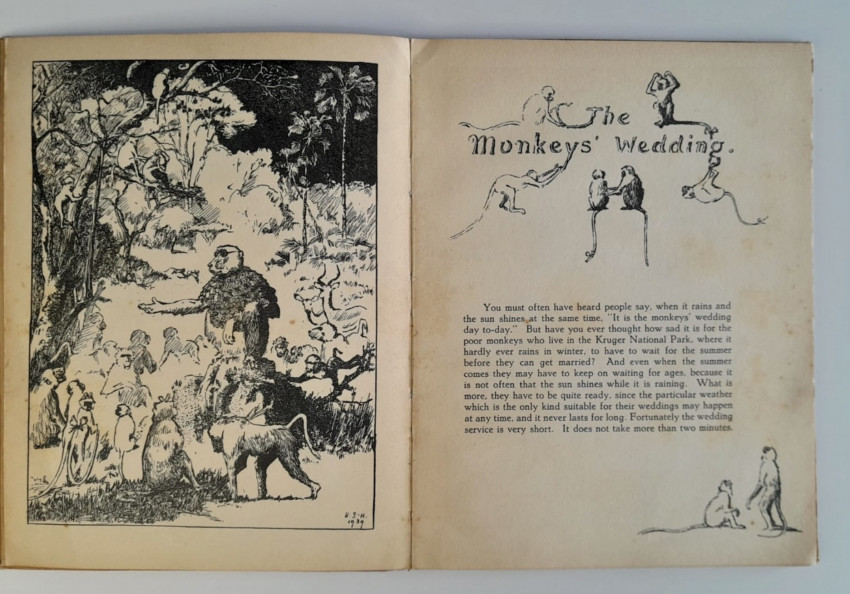 The
Monkeys' Wedding.
You must often have heard people say, when it rains and
the sun shines at the same time, "It is the monkeys' wedding
day to-day." But have you ever thought how sad it is for the
poor monkeys who live in the Kruger National Park, where it
hardly ever rains in winter, to have to wait for the summer
before they can get married? And even when the summer
comes they may have to keep on waiting for ages, because it
is not often that the sun shines while it is raining. What is
more, they have to be quite ready, since the particular weather
which is the only kind suitable for their weddings may happen
at any time, and it never lasts for long. Fortunately the wedding
service is very short. It does not take more than two minutes.
1939